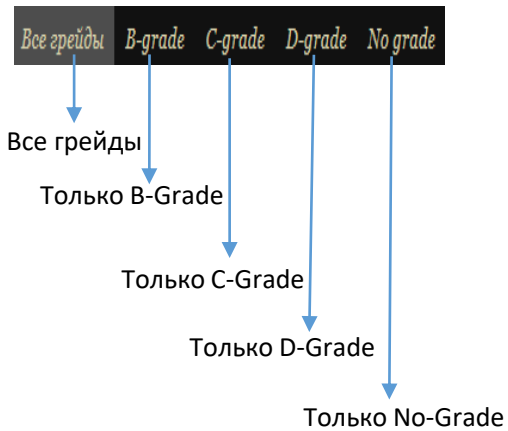 Все грейды B-grade C-grade D-grade No grade
Все грейды
Только B-Grade
Только C-Grade
Только D-Grade
Только No-Grade